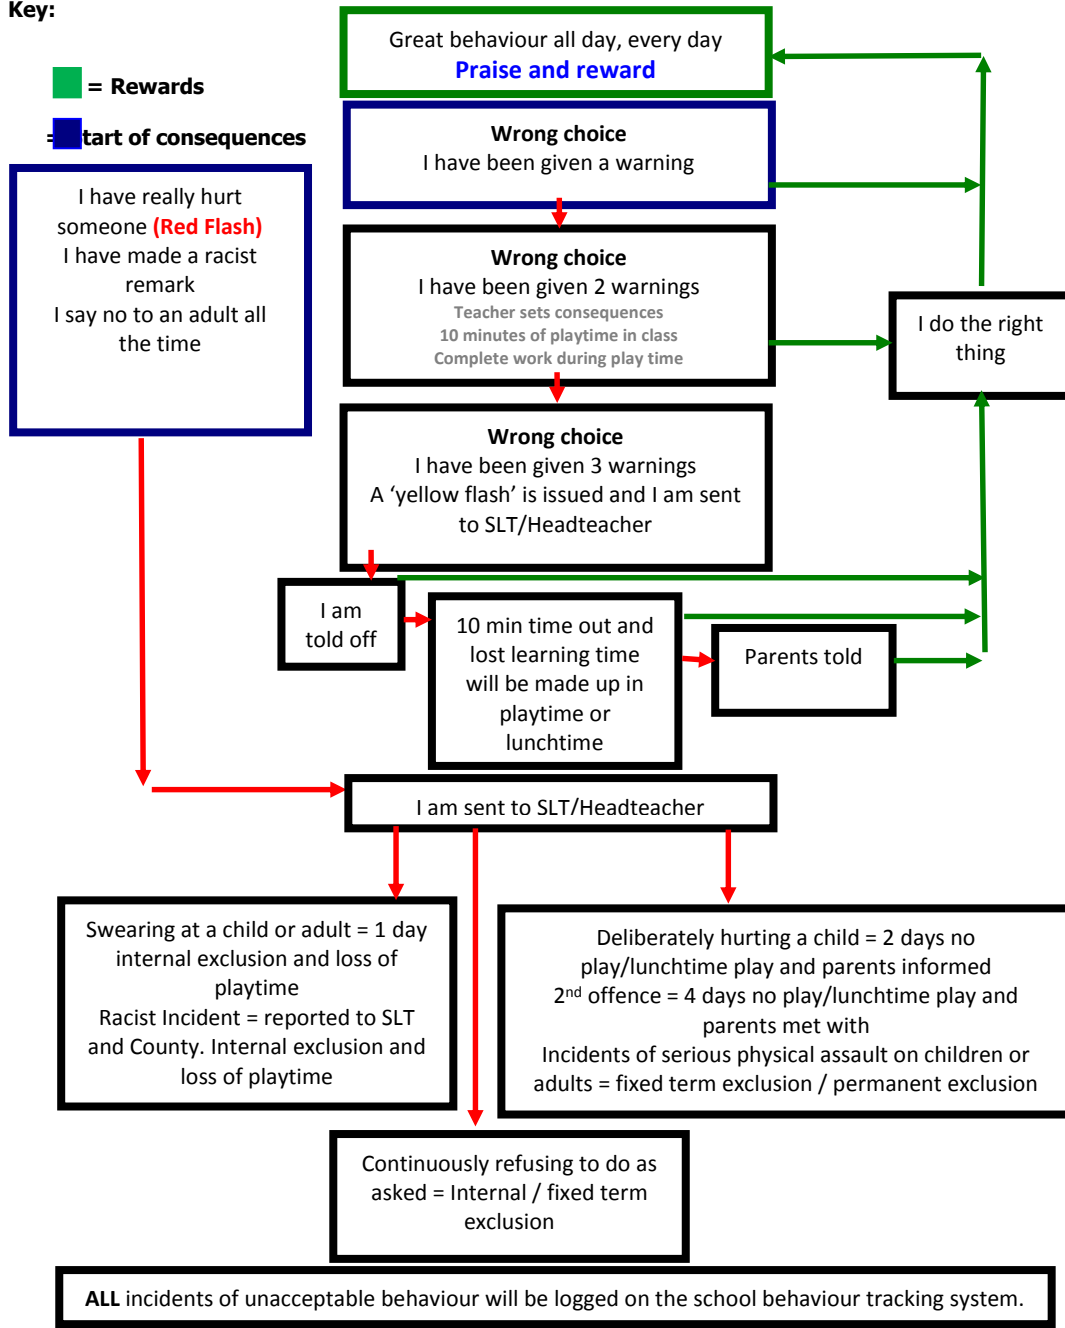 Key:
= Rewards
= tart of consequences
Great behaviour all day, every day
Praise and reward
Wrong choice
I have been given a warning
I have really hurt
someone (Red Flash)
I have made a racist
remark
I say no to an adult all
the time
Wrong choice
I have been given 2 warnings
Teacher sets consequences
10 minutes of playtime in class
Complete work during play time
I do the right
thing
Wrong choice
I have been given 3 warnings
A ‘yellow flash’ is issued and I am sent
to SLT/Headteacher
I am
told off
10 min time out and
lost learning time
will be made up in
playtime or
lunchtime
Parents told
I am sent to SLT/Headteacher
Swearing at a child or adult = 1 day
internal exclusion and loss of
playtime
Racist Incident = reported to SLT
and County. Internal exclusion and
loss of playtime
Deliberately hurting a child = 2 days no
play/lunchtime play and parents informed
2nd offence = 4 days no play/lunchtime play and
parents met with
Incidents of serious physical assault on children or
adults = fixed term exclusion / permanent exclusion
Continuously refusing to do as
asked = Internal / fixed term
exclusion
ALL incidents of unacceptable behaviour will be logged on the school behaviour tracking system.